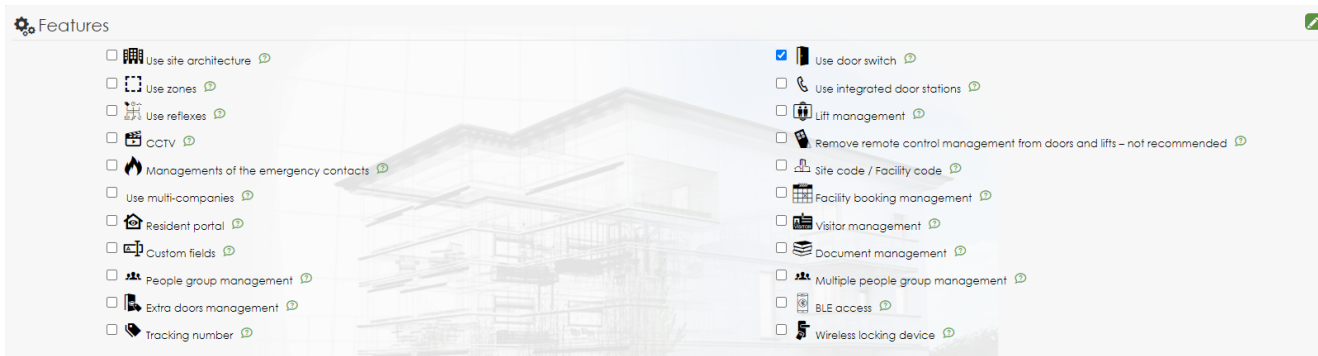 Features
Use site architecture
Use zones
Use reflexes
CCTV
Managements of the emergency contacts
Use multi-companies
Resident portal
Custom fields
People group management
Extra doors management
Tracking number
Use door switch
Use integrated door stations
Lift management
Remove remote control management from doors and lifts – not recommended
Site code / Facility code
Facility booking management
Visitor management
Document management
Multiple people group management
BLE access
Wireless locking device